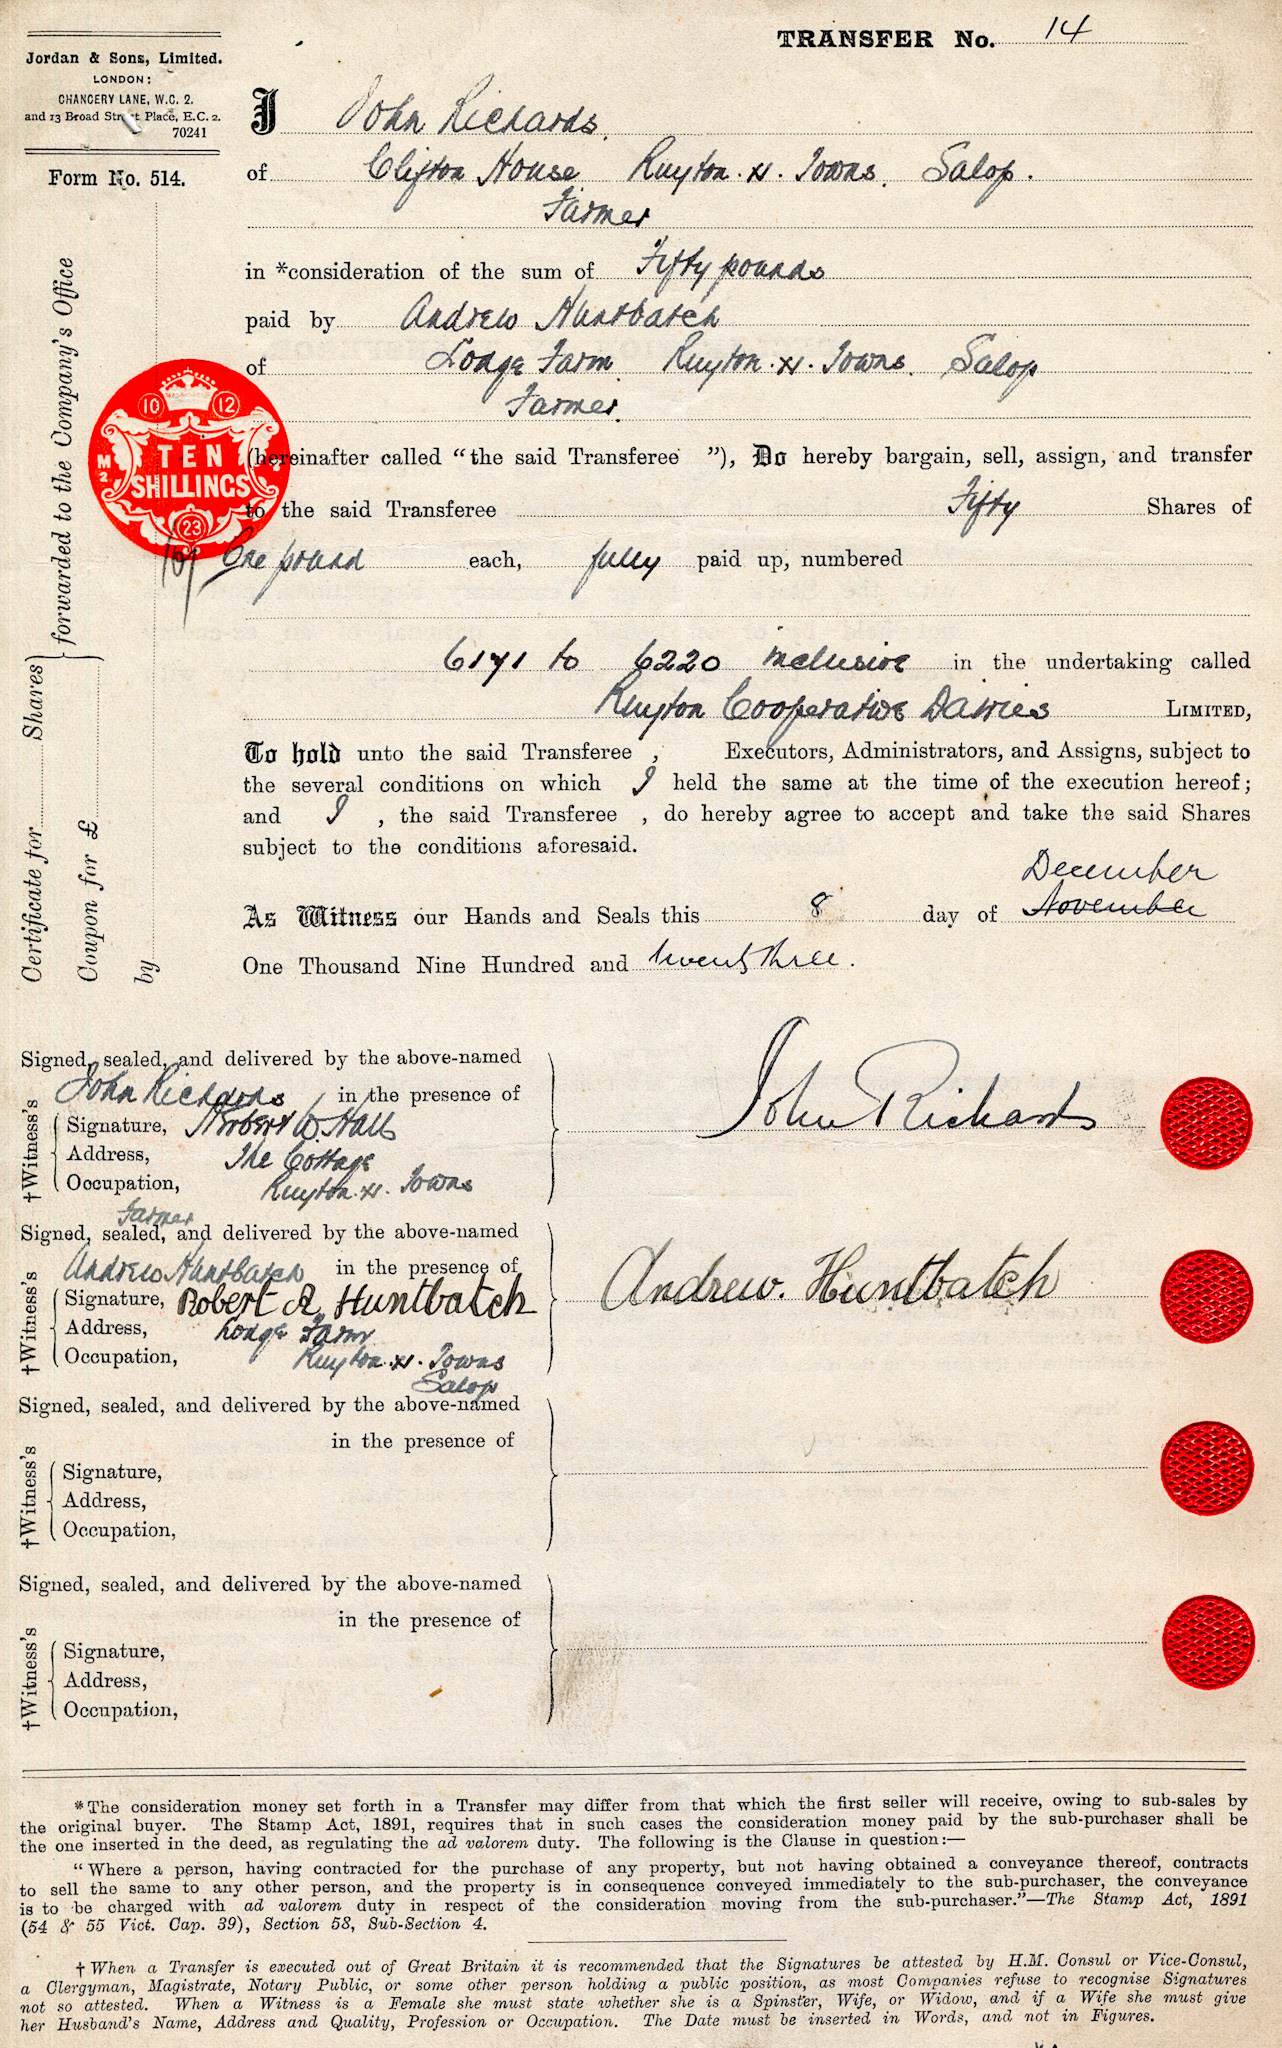 TRANSFER No. 14
Jordan & Sons, Limited.
LONDON:
CHANCERY LANE, W.C. 2.
and 13 Broad Street Place, E.C. 2.
70241
Form No. 514.
I John Richards.
of Clifton House Ruyton. XI. Towns. Salop.
Farmer
in *consideration of the sum of Fifty pounds
paid by Andrew Huntbatch
of Lodge Farm. Ruyton. XI. Towns. Salop
Farmer.
(hereinafter called "the said Transferee "), Do hereby bargain, sell, assign, and transfer
to the said Transferee Fifty Shares of
of One pound each, fully paid up, numbered
6171 to 6220 inclusive in the undertaking called
Ruyton Cooperative Dairies LIMITED,
To hold unto the said Transferee , Executors, Administrators, and Assigns, subject to
the several conditions on which I held the same at the time of the execution hereof;
and I , the said Transferee , do hereby agree to accept and take the said Shares
subject to the conditions aforesaid.
December
As Witness our Hands and Seals this 8 day of November
One Thousand Nine Hundred and twenty three.
10 12
TEN
SHILLINGS
M
2
23
Certificate for Shares
Coupon for £
forwarded to the Company's Office
by
Signed, sealed, and delivered by the above-named
John Richards in the presence of
†Witness's
Signature, Robert W. Halls
Address, The Cottage
Occupation, Ruyton. XI. Towns
Farmer
John Richards
Signed, sealed, and delivered by the above-named
Andrew Huntbatch in the presence of
†Witness's
Signature, Robert A Huntbatch
Address, Lodge Farm
Occupation, Ruyton. XI. Towns
Salop
Andrew. Huntbatch
Signed, sealed, and delivered by the above-named
in the presence of
†Witness's
Signature,
Address,
Occupation,
Signed, sealed, and delivered by the above-named
in the presence of
†Witness's
Signature,
Address,
Occupation,
*The consideration money set forth in a Transfer may differ from that which the first seller will receive, owing to sub-sales by
the original buyer. The Stamp Act, 1891, requires that in such cases the consideration money paid by the sub-purchaser shall be
the one inserted in the deed, as regulating the ad valorem duty. The following is the Clause in question:—
"Where a person, having contracted for the purchase of any property, but not having obtained a conveyance thereof, contracts
to sell the same to any other person, and the property is in consequence conveyed immediately to the sub-purchaser, the conveyance
is to be charged with ad valorem duty in respect of the consideration moving from the sub-purchaser."—The Stamp Act, 1891
(54 & 55 Vict. Cap. 39), Section 58, Sub-Section 4.
†When a Transfer is executed out of Great Britain it is recommended that the Signatures be attested by H.M. Consul or Vice-Consul,
a Clergyman, Magistrate, Notary Public, or some other person holding a public position, as most Companies refuse to recognise Signatures
not so attested. When a Witness is a Female she must state whether she is a Spinster, Wife, or Widow, and if a Wife she must give
her Husband's Name, Address and Quality, Profession or Occupation. The Date must be inserted in Words, and not in Figures.